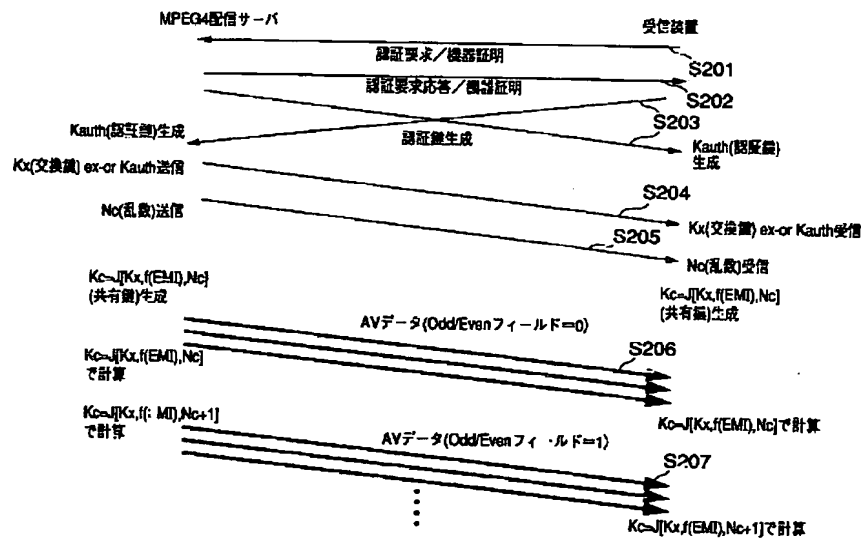 MPEG4配信サーバ
受信装置
認証要求/機器証明
S201
認証要求応答/機器証明
S202
S203
Kauth(認証鍵)生成
認証鍵生成
Kauth(認証鍵)
生成
Kx(交換鍵) ex-or Kauth送信
S204
Kx(交換鍵) ex-or Kauth受信
Nc(乱数)送信
S205
Nc(乱数)受信
Kc=J[Kx,f(EMI),Nc]
(共有鍵)生成
Kc=J[Kx,f(EMI),Nc]
(共有鍵)生成
AVデータ(Odd/Evenフィールド=0)
S206
Kc=J[Kx,f(EMI),Nc]
で計算
Kc=J[Kx,f(EMI),Nc]で計算
Kc=J[Kx,f( MI),Nc+1]
で計算
AVデータ(Odd/Evenフィ ルド=1)
S207
Kc=J[Kx,f(EMI),Nc+1]で計算